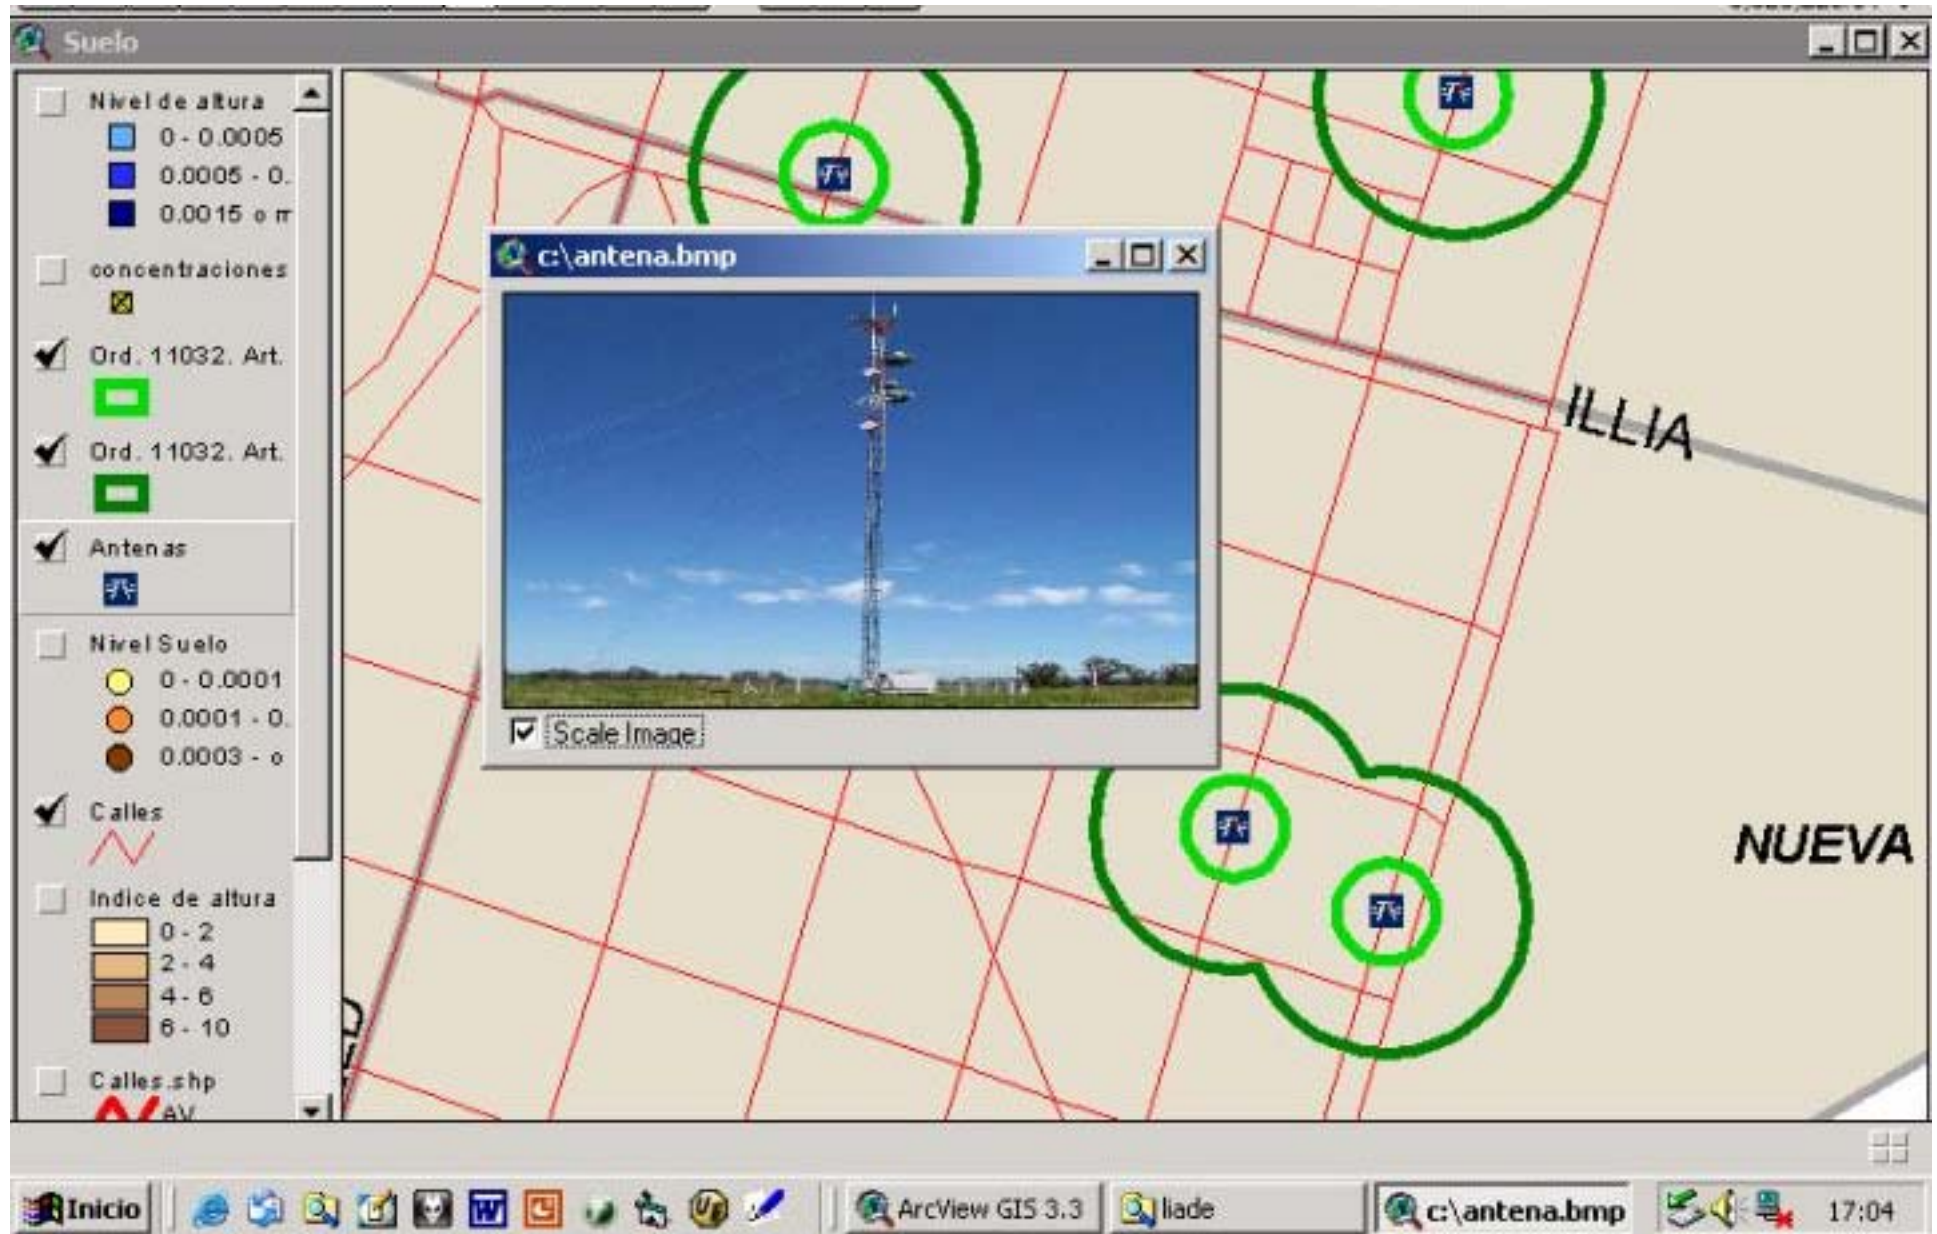 Suelo
Nivel de altura
0 - 0.0005
0.0005 - 0.
0.0015 o m
concentraciones
Ord. 11032. Art.
Ord. 11032. Art.
Antenas
Nivel Suelo
0 - 0.0001
0.0001 - 0.
0.0003 - o
Calles
Indice de altura
0 - 2
2 - 4
4 - 6
6 - 10
Calles.shp
AV
c:\antena.bmp
Scale Image
ILLIA
NUEVA
Inicio
ArcView GIS 3.3
liade
c:\antena.bmp
17:04